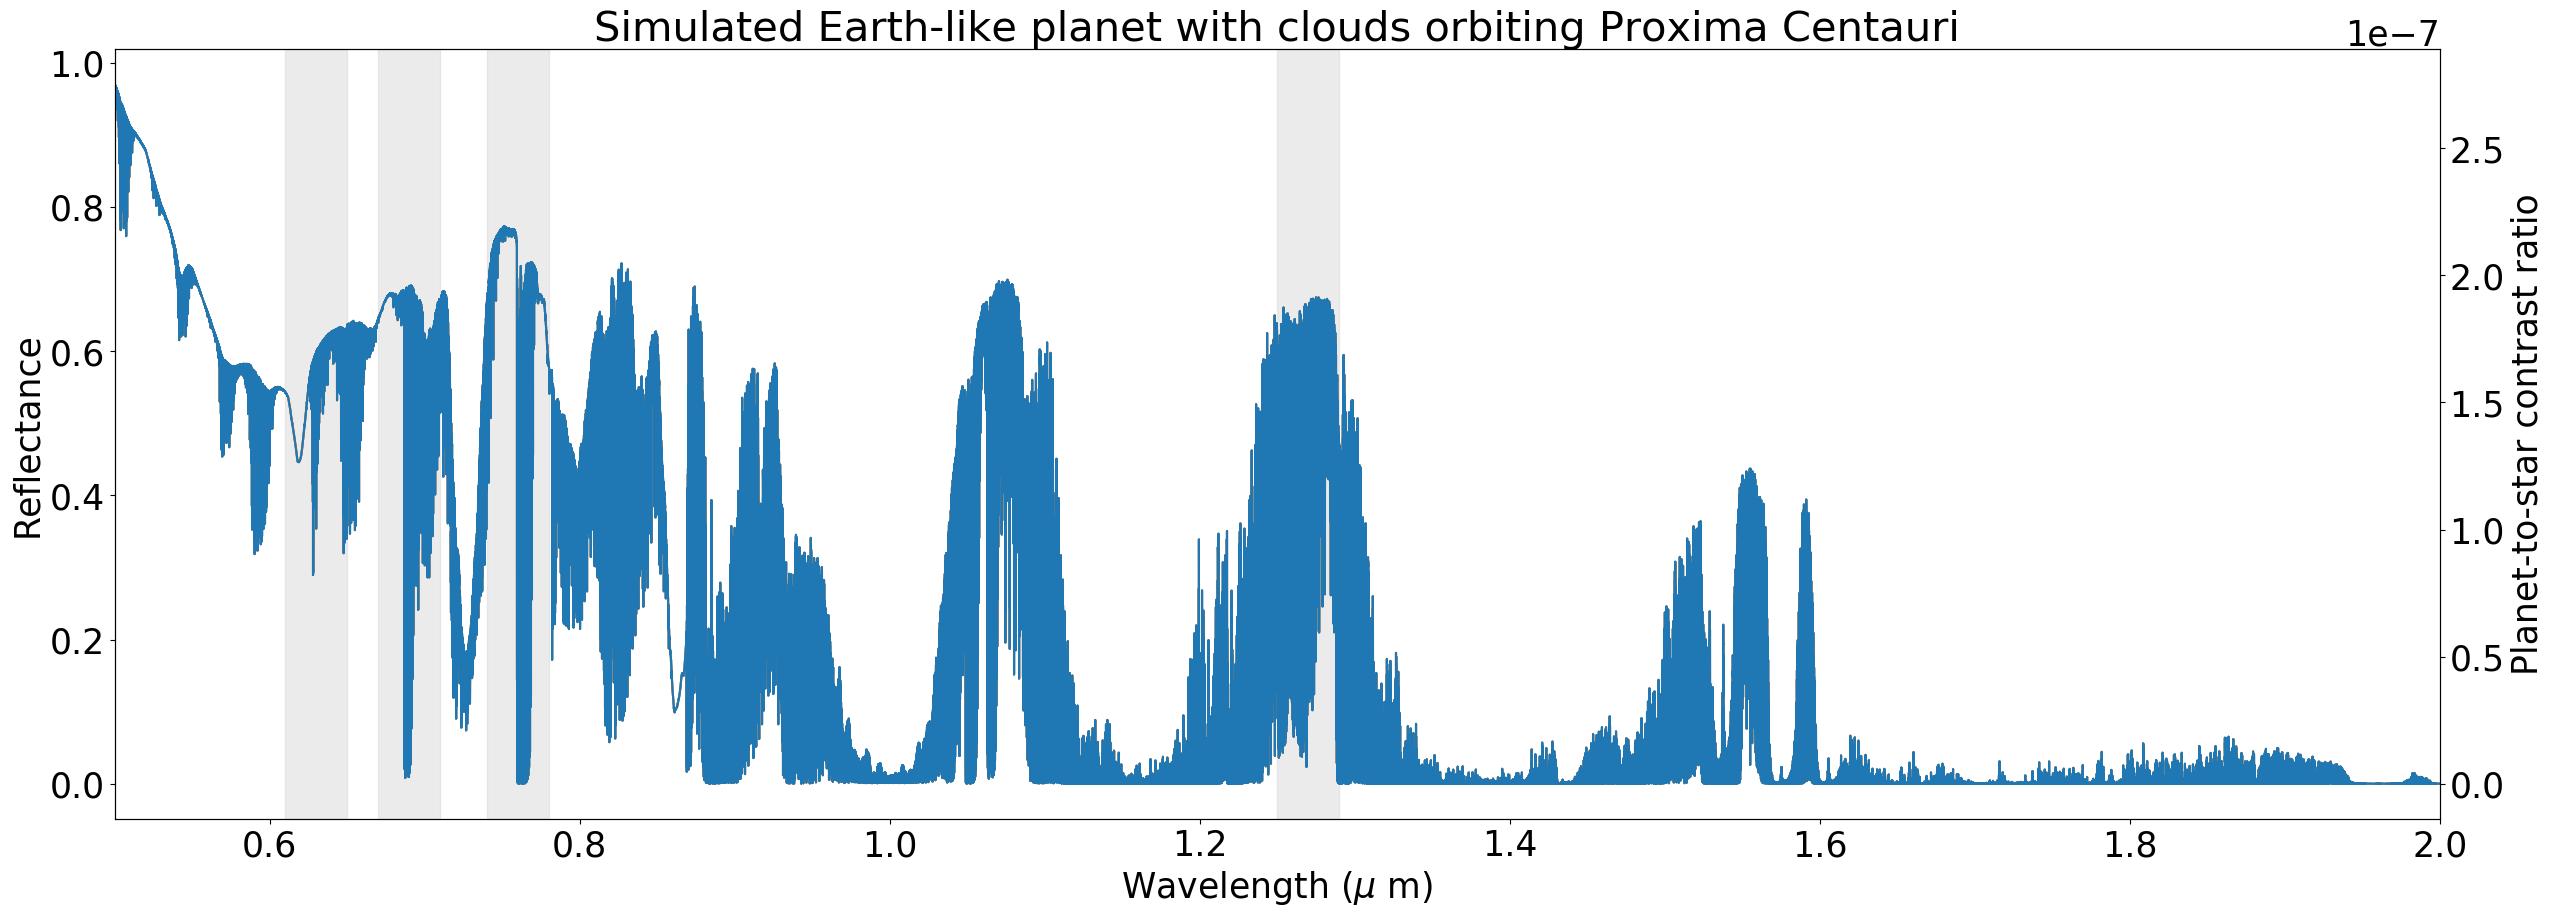 Simulated Earth-like planet with clouds orbiting Proxima Centauri
1e−7
1.0
0.8
0.6
0.4
0.2
0.0
Reflectance
2.5
2.0
1.5
1.0
0.5
0.0
Planet-to-star contrast ratio
0.6 0.8 1.0 1.2 1.4 1.6 1.8 2.0
Wavelength (μ m)